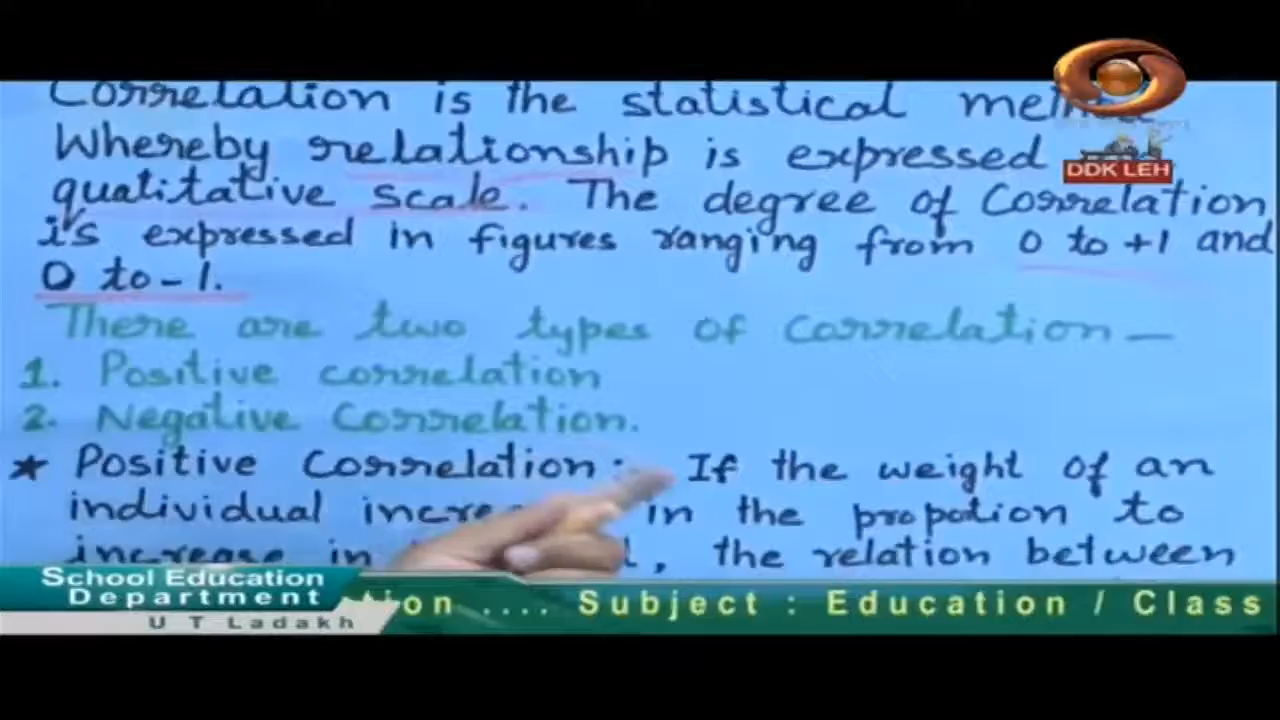 Correlation is the statistical
Whereby relationship is expressed
qualitative scale. The degree of Correlation
is expressed in figures ranging from 0 to +1 and
0 to -1.
There are two types of correlation—
1. Positive correlation
2. Negative Correlation.
★ Positive Correlation: If the weight of an
individual in the propotion to
increase in , the relation between
DDK LEH
School Education
Department
UT Ladakh
.... Subject : Education / Class